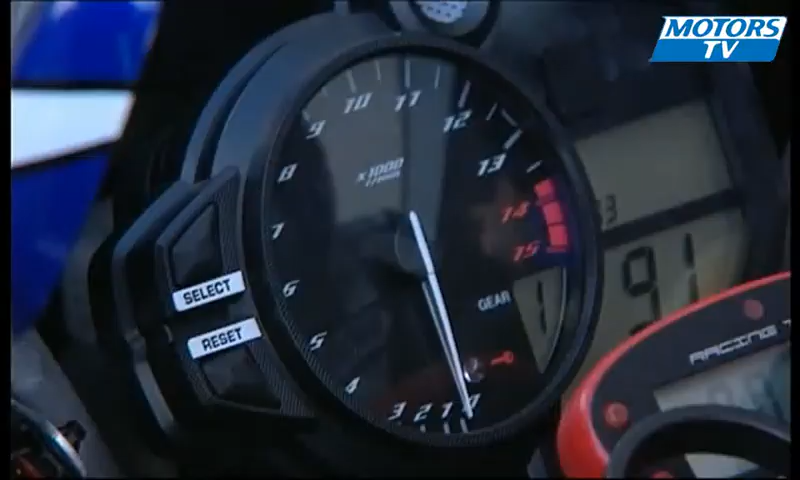 MOTORS
TV
10
11
9
12
8
x1000
r/min
13
7
14
15
6
SELECT
GEAR
1
91
RESET
5
4
3
2
1
0
RACING